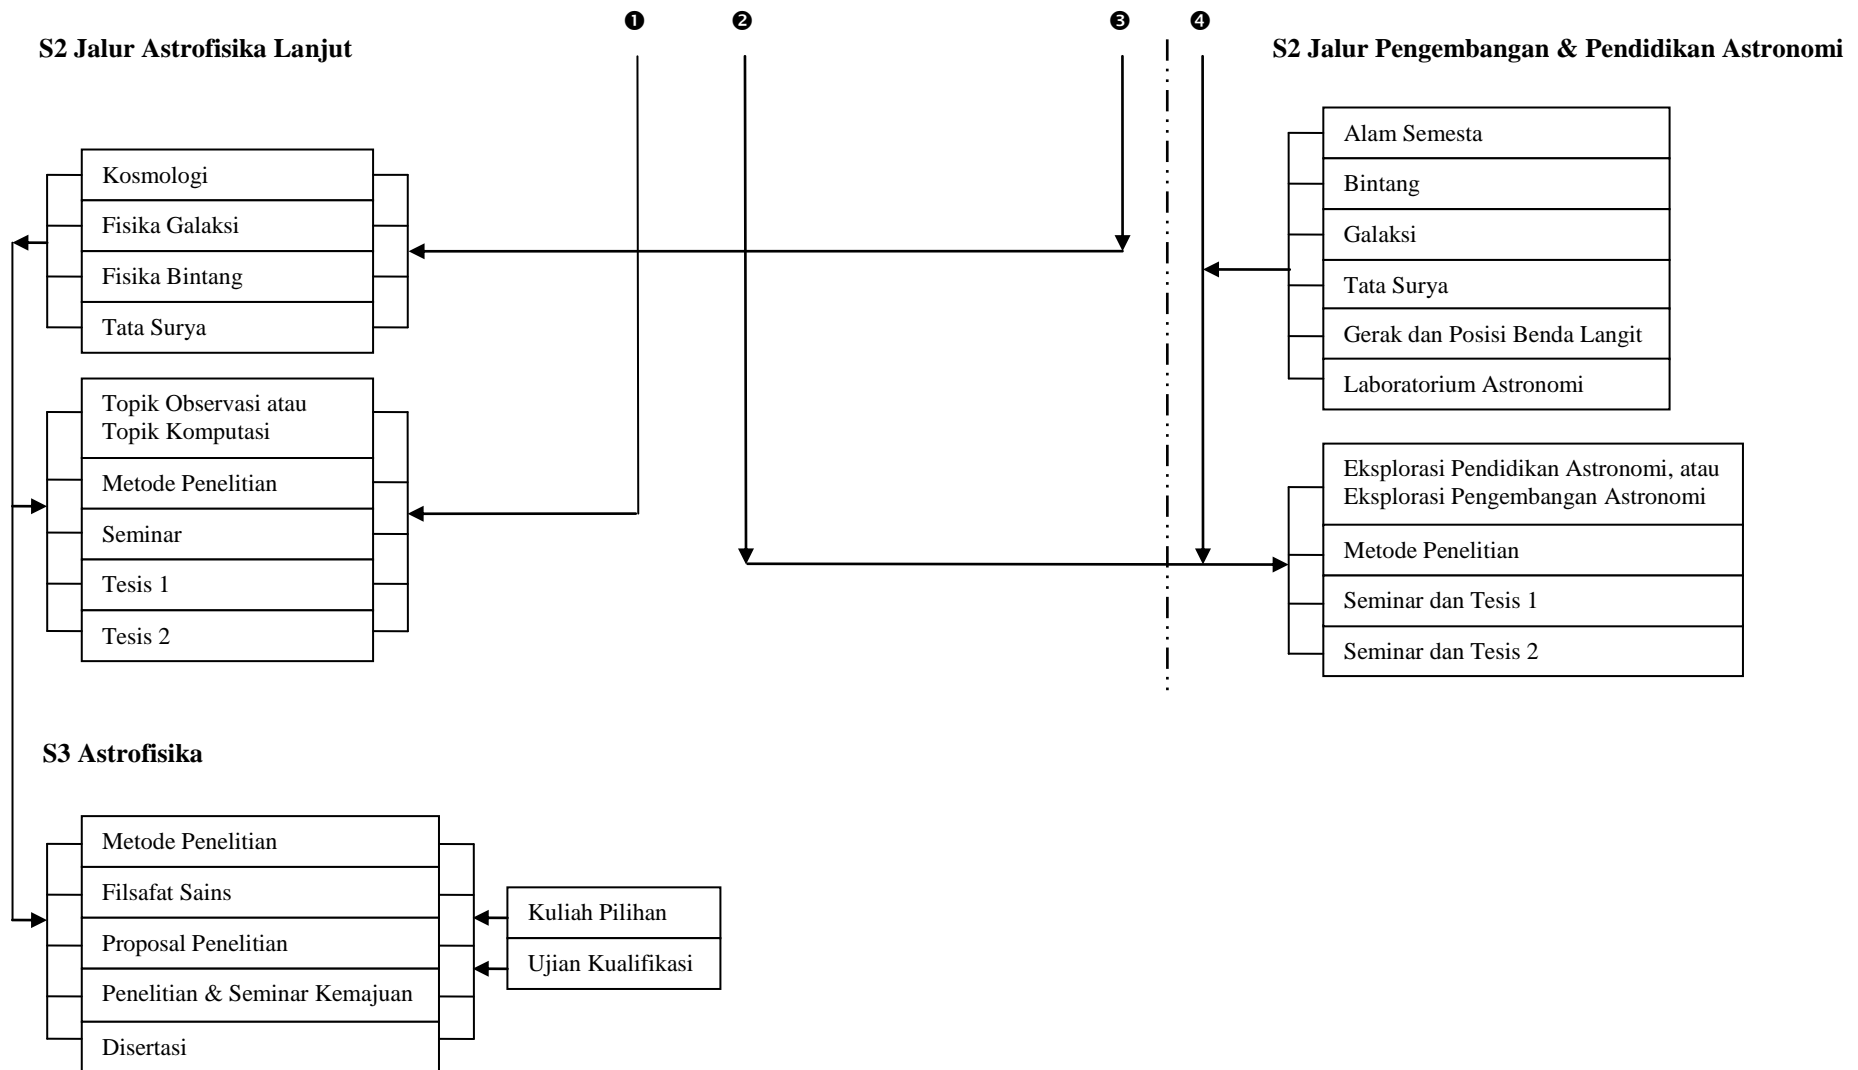 ❶ ❷ ❸ ❹
S2 Jalur Astrofisika Lanjut
Kosmologi
Fisika Galaksi
Fisika Bintang
Tata Surya
Topik Observasi atau
Topik Komputasi
Metode Penelitian
Seminar
Tesis 1
Tesis 2
S2 Jalur Pengembangan & Pendidikan Astronomi
Alam Semesta
Bintang
Galaksi
Tata Surya
Gerak dan Posisi Benda Langit
Laboratorium Astronomi
Eksplorasi Pendidikan Astronomi, atau
Eksplorasi Pengembangan Astronomi
Metode Penelitian
Seminar dan Tesis 1
Seminar dan Tesis 2
S3 Astrofisika
Metode Penelitian
Filsafat Sains
Proposal Penelitian
Penelitian & Seminar Kemajuan
Disertasi
Kuliah Pilihan
Ujian Kualifikasi